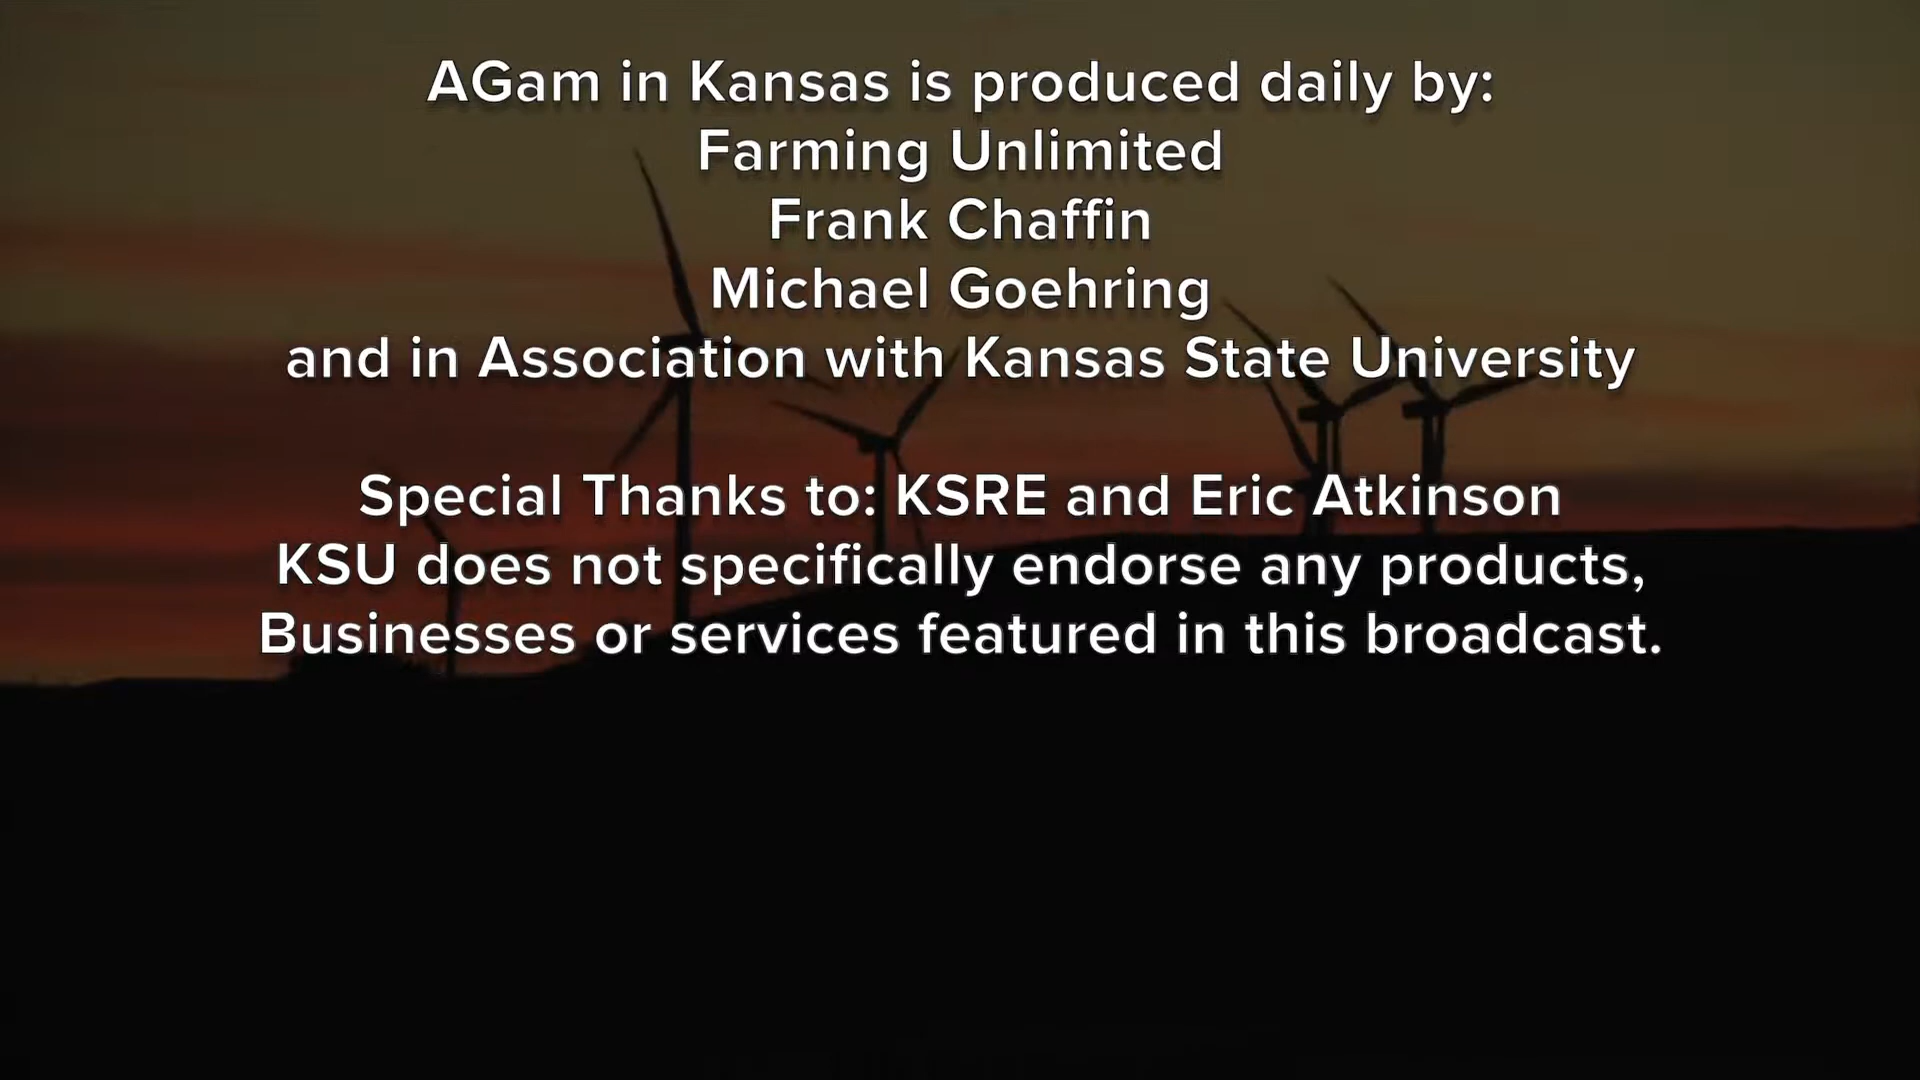 AGam in Kansas is produced daily by:
Farming Unlimited
Frank Chaffin
Michael Goehring
and in Association with Kansas State University
Special Thanks to: KSRE and Eric Atkinson
KSU does not specifically endorse any products,
Businesses or services featured in this broadcast.